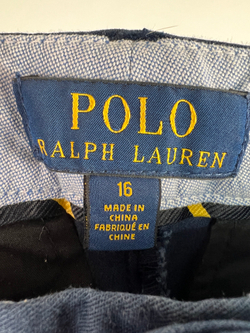 POLO
RALPH LAUREN
16
MADE IN
CHINA
FABRIQUÉ EN
CHINE